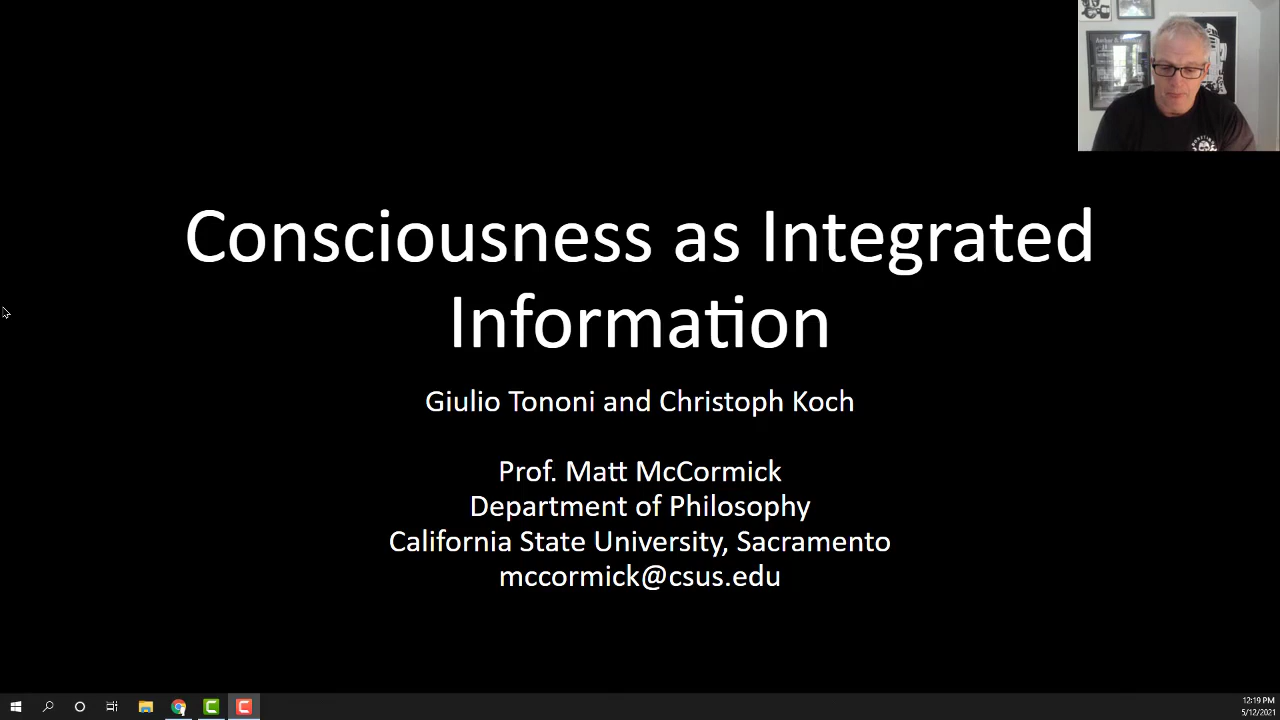 Consciousness as Integrated
Information
Giulio Tononi and Christoph Koch
Prof. Matt McCormick
Department of Philosophy
California State University, Sacramento
mccormick@csus.edu
12:19 PM
5/12/2021